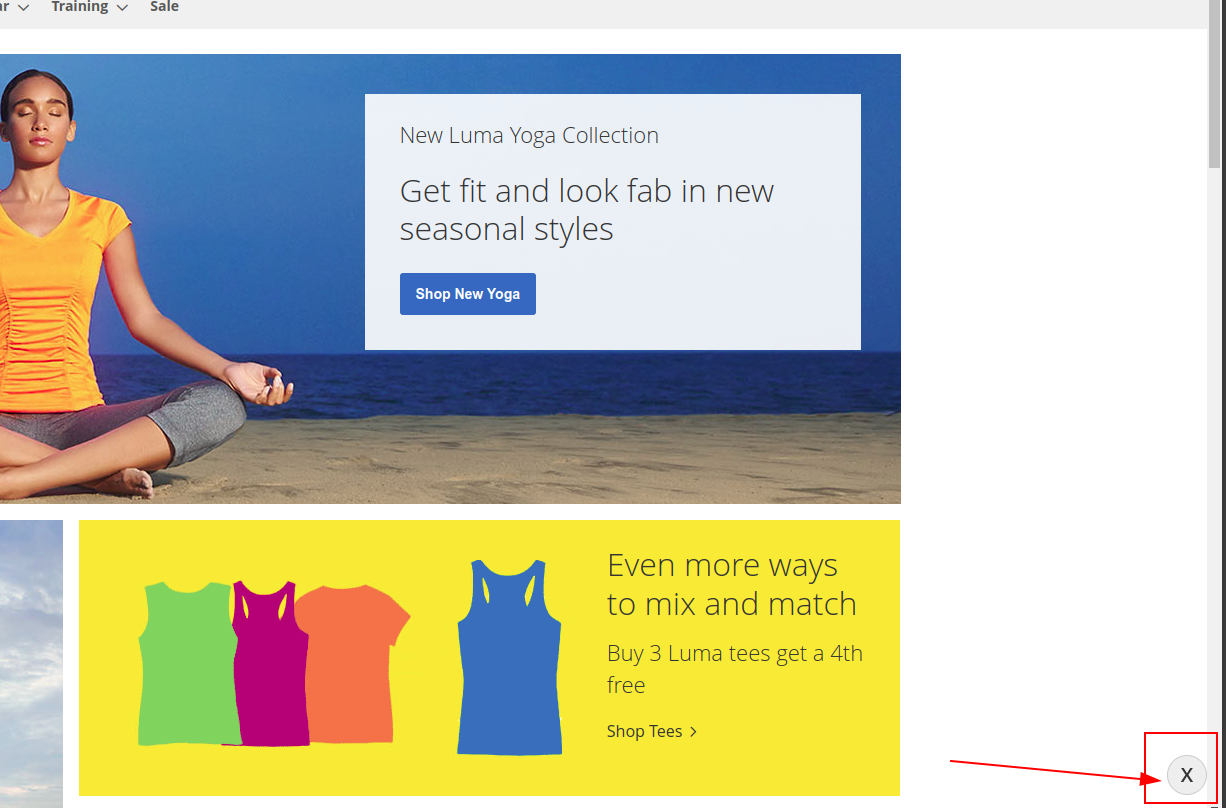 Training
Sale
New Luma Yoga Collection
Get fit and look fab in new
seasonal styles
Shop New Yoga
Even more ways
to mix and match
Buy 3 Luma tees get a 4th
free
Shop Tees
X